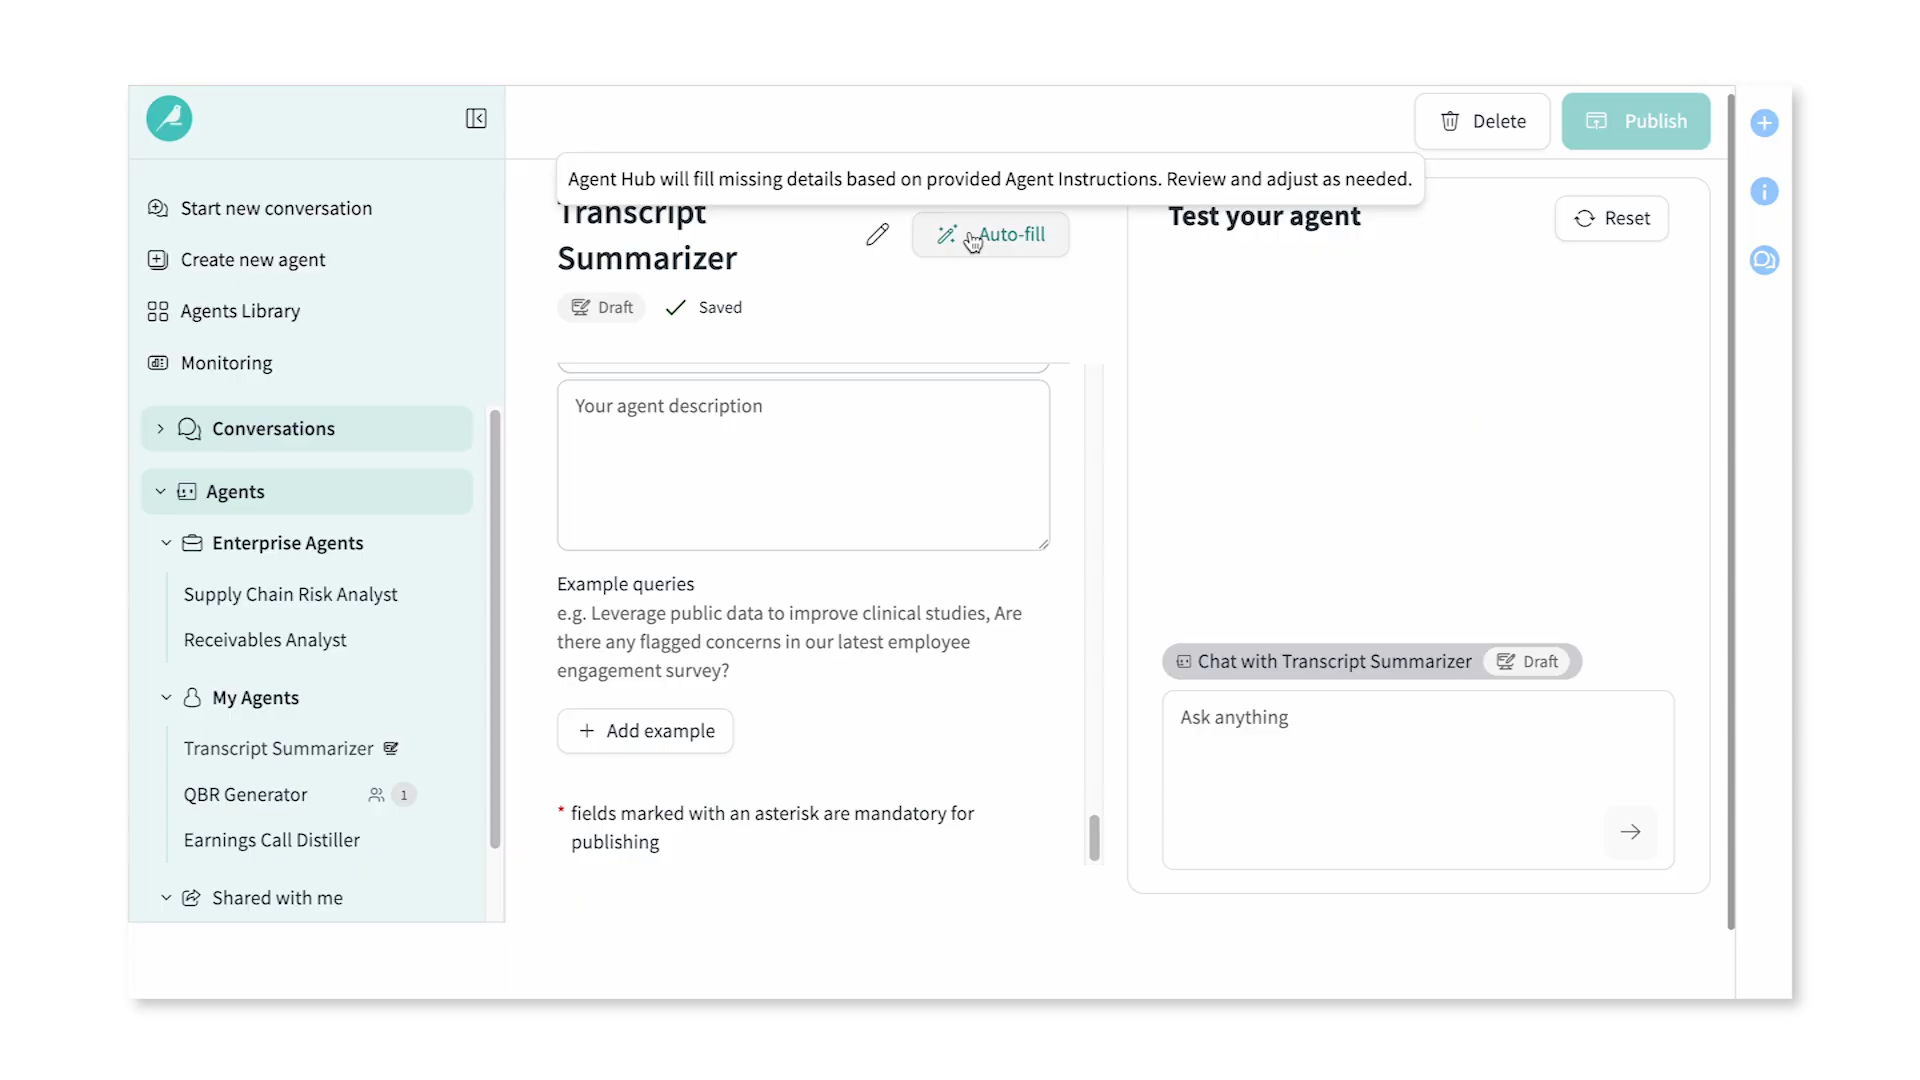 Delete
Publish
Agent Hub will fill missing details based on provided Agent Instructions. Review and adjust as needed.
Start new conversation
Create new agent
Agents Library
Monitoring
Conversations
Agents
Enterprise Agents
Supply Chain Risk Analyst
Receivables Analyst
My Agents
Transcript Summarizer
QBR Generator 1
Earnings Call Distiller
Shared with me
Transcript
Summarizer
Auto-fill
Draft
Saved
Your agent description
Example queries
e.g. Leverage public data to improve clinical studies, Are
there any flagged concerns in our latest employee
engagement survey?
+ Add example
* fields marked with an asterisk are mandatory for
publishing
Test your agent
Reset
Chat with Transcript Summarizer
Draft
Ask anything